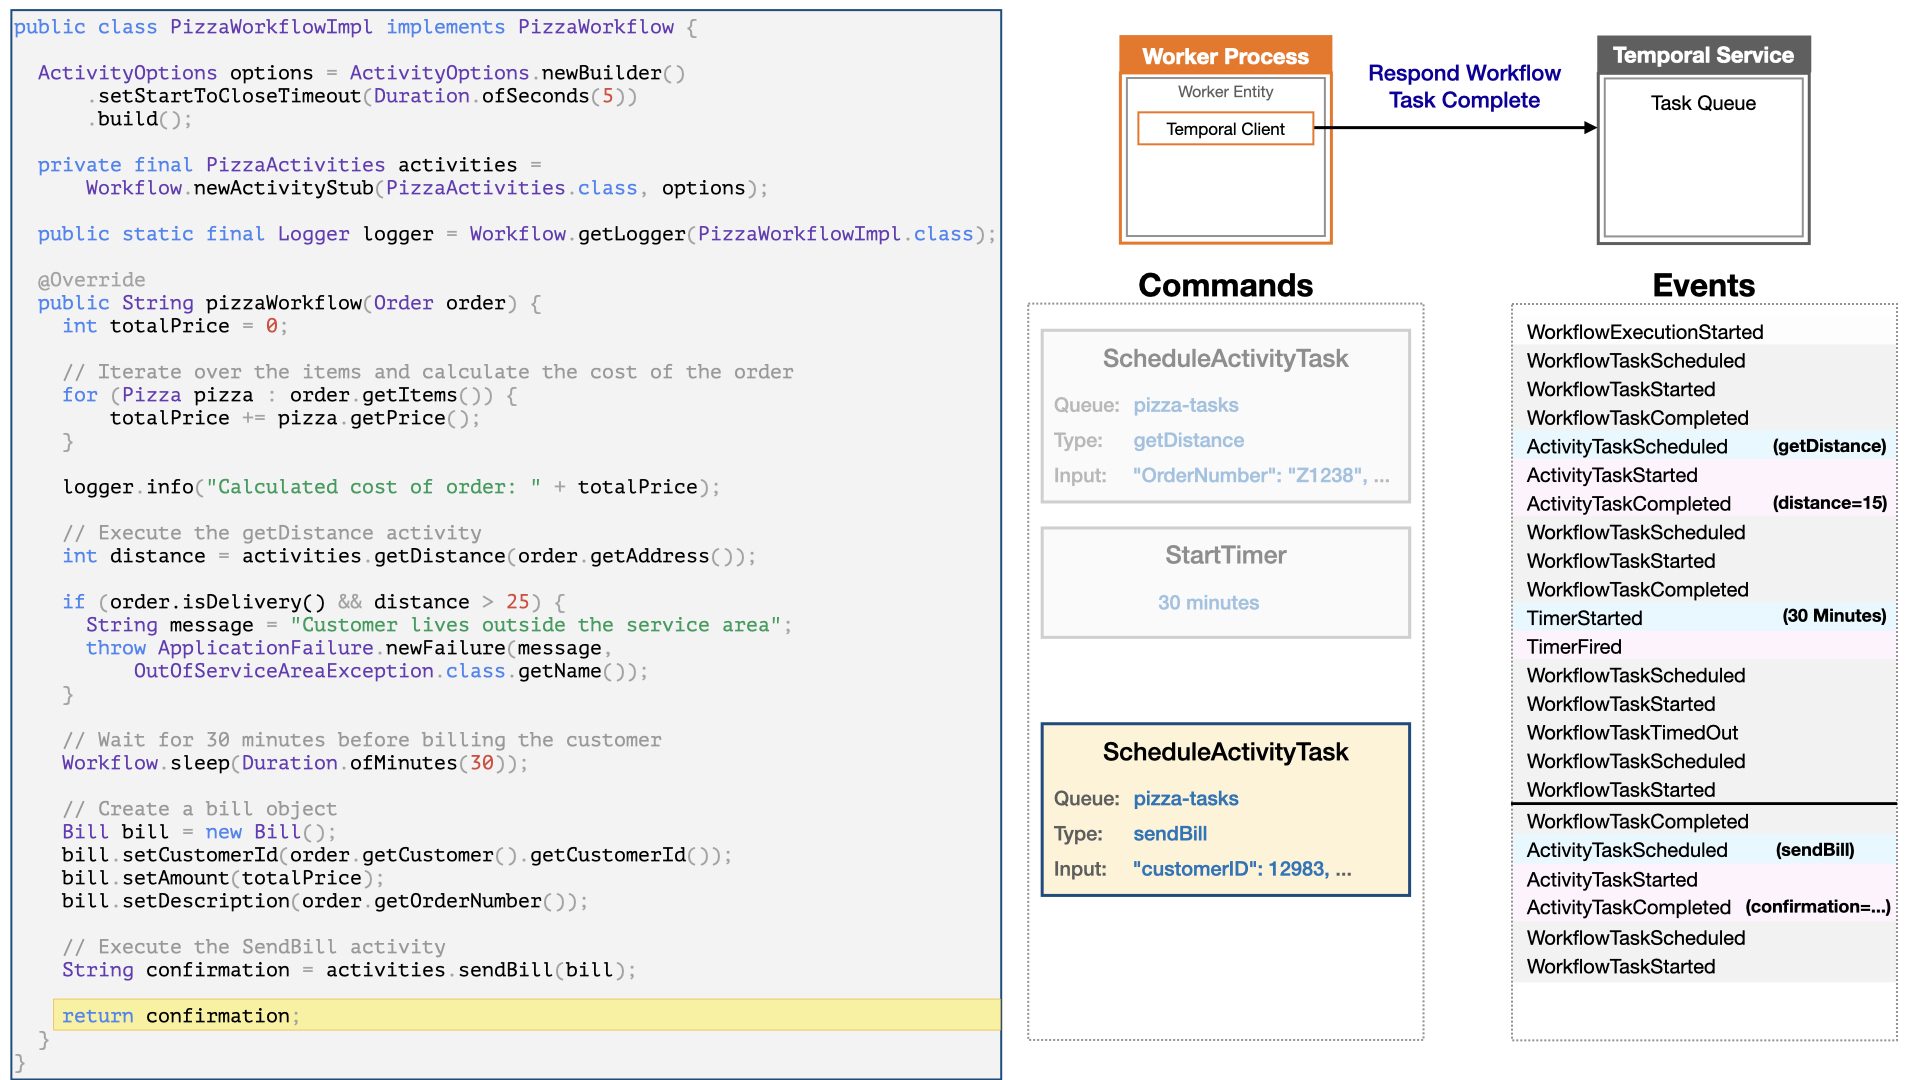 public class PizzaWorkflowImpl implements PizzaWorkflow {
ActivityOptions options = ActivityOptions.newBuilder()
.setStartToCloseTimeout(Duration.ofSeconds(5))
.build();
private final PizzaActivities activities =
Workflow.newActivityStub(PizzaActivities.class, options);
public static final Logger logger = Workflow.getLogger(PizzaWorkflowImpl.class);
@Override
public String pizzaWorkflow(Order order) {
int totalPrice = 0;
// Iterate over the items and calculate the cost of the order
for (Pizza pizza : order.getItems()) {
totalPrice += pizza.getPrice();
}
logger.info("Calculated cost of order: " + totalPrice);
// Execute the getDistance activity
int distance = activities.getDistance(order.getAddress());
if (order.isDelivery() && distance > 25) {
String message = "Customer lives outside the service area";
throw ApplicationFailure.newFailure(message,
OutOfServiceAreaException.class.getName());
}
// Wait for 30 minutes before billing the customer
Workflow.sleep(Duration.ofMinutes(30));
// Create a bill object
Bill bill = new Bill();
bill.setCustomerId(order.getCustomer().getCustomerId());
bill.setAmount(totalPrice);
bill.setDescription(order.getOrderNumber());
// Execute the SendBill activity
String confirmation = activities.sendBill(bill);
return confirmation;
}
}
Worker Process
Worker Entity
Temporal Client
Respond Workflow
Task Complete
Temporal Service
Task Queue
Commands
ScheduleActivityTask
Queue: pizza-tasks
Type: getDistance
Input: "OrderNumber": "Z1238", ...
StartTimer
30 minutes
ScheduleActivityTask
Queue: pizza-tasks
Type: sendBill
Input: "customerID": 12983, ...
Events
WorkflowExecutionStarted
WorkflowTaskScheduled
WorkflowTaskStarted
WorkflowTaskCompleted
ActivityTaskScheduled (getDistance)
ActivityTaskStarted
ActivityTaskCompleted (distance=15)
WorkflowTaskScheduled
WorkflowTaskStarted
WorkflowTaskCompleted
TimerStarted (30 Minutes)
TimerFired
WorkflowTaskScheduled
WorkflowTaskStarted
WorkflowTaskTimedOut
WorkflowTaskScheduled
WorkflowTaskStarted
WorkflowTaskCompleted
ActivityTaskScheduled (sendBill)
ActivityTaskStarted
ActivityTaskCompleted (confirmation=...)
WorkflowTaskScheduled
WorkflowTaskStarted